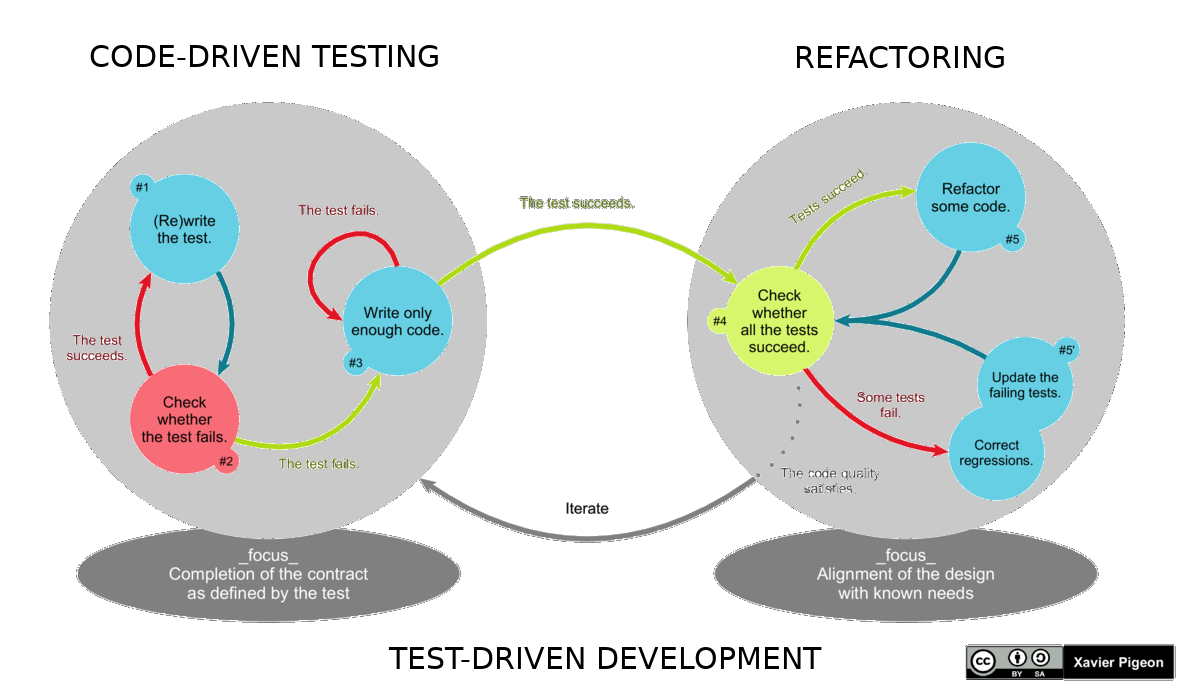 CODE-DRIVEN TESTING
REFACTORING
#1
(Re)write
the test.
The test fails.
The test
succeeds.
Check
whether
the test fails.
#2
The test fails.
Write only
enough code.
#3
The test succeeds.
Tests succeed.
Refactor
some code.
#5
Check
whether
all the tests
succeed.
#4
Some tests
fail.
#5'
Update the
failing tests.
Correct
regressions.
The code quality
satisfies.
Iterate
_focus_
Completion of the contract
as defined by the test
_focus_
Alignment of the design
with known needs
TEST-DRIVEN DEVELOPMENT
cc
BY SA
Xavier Pigeon